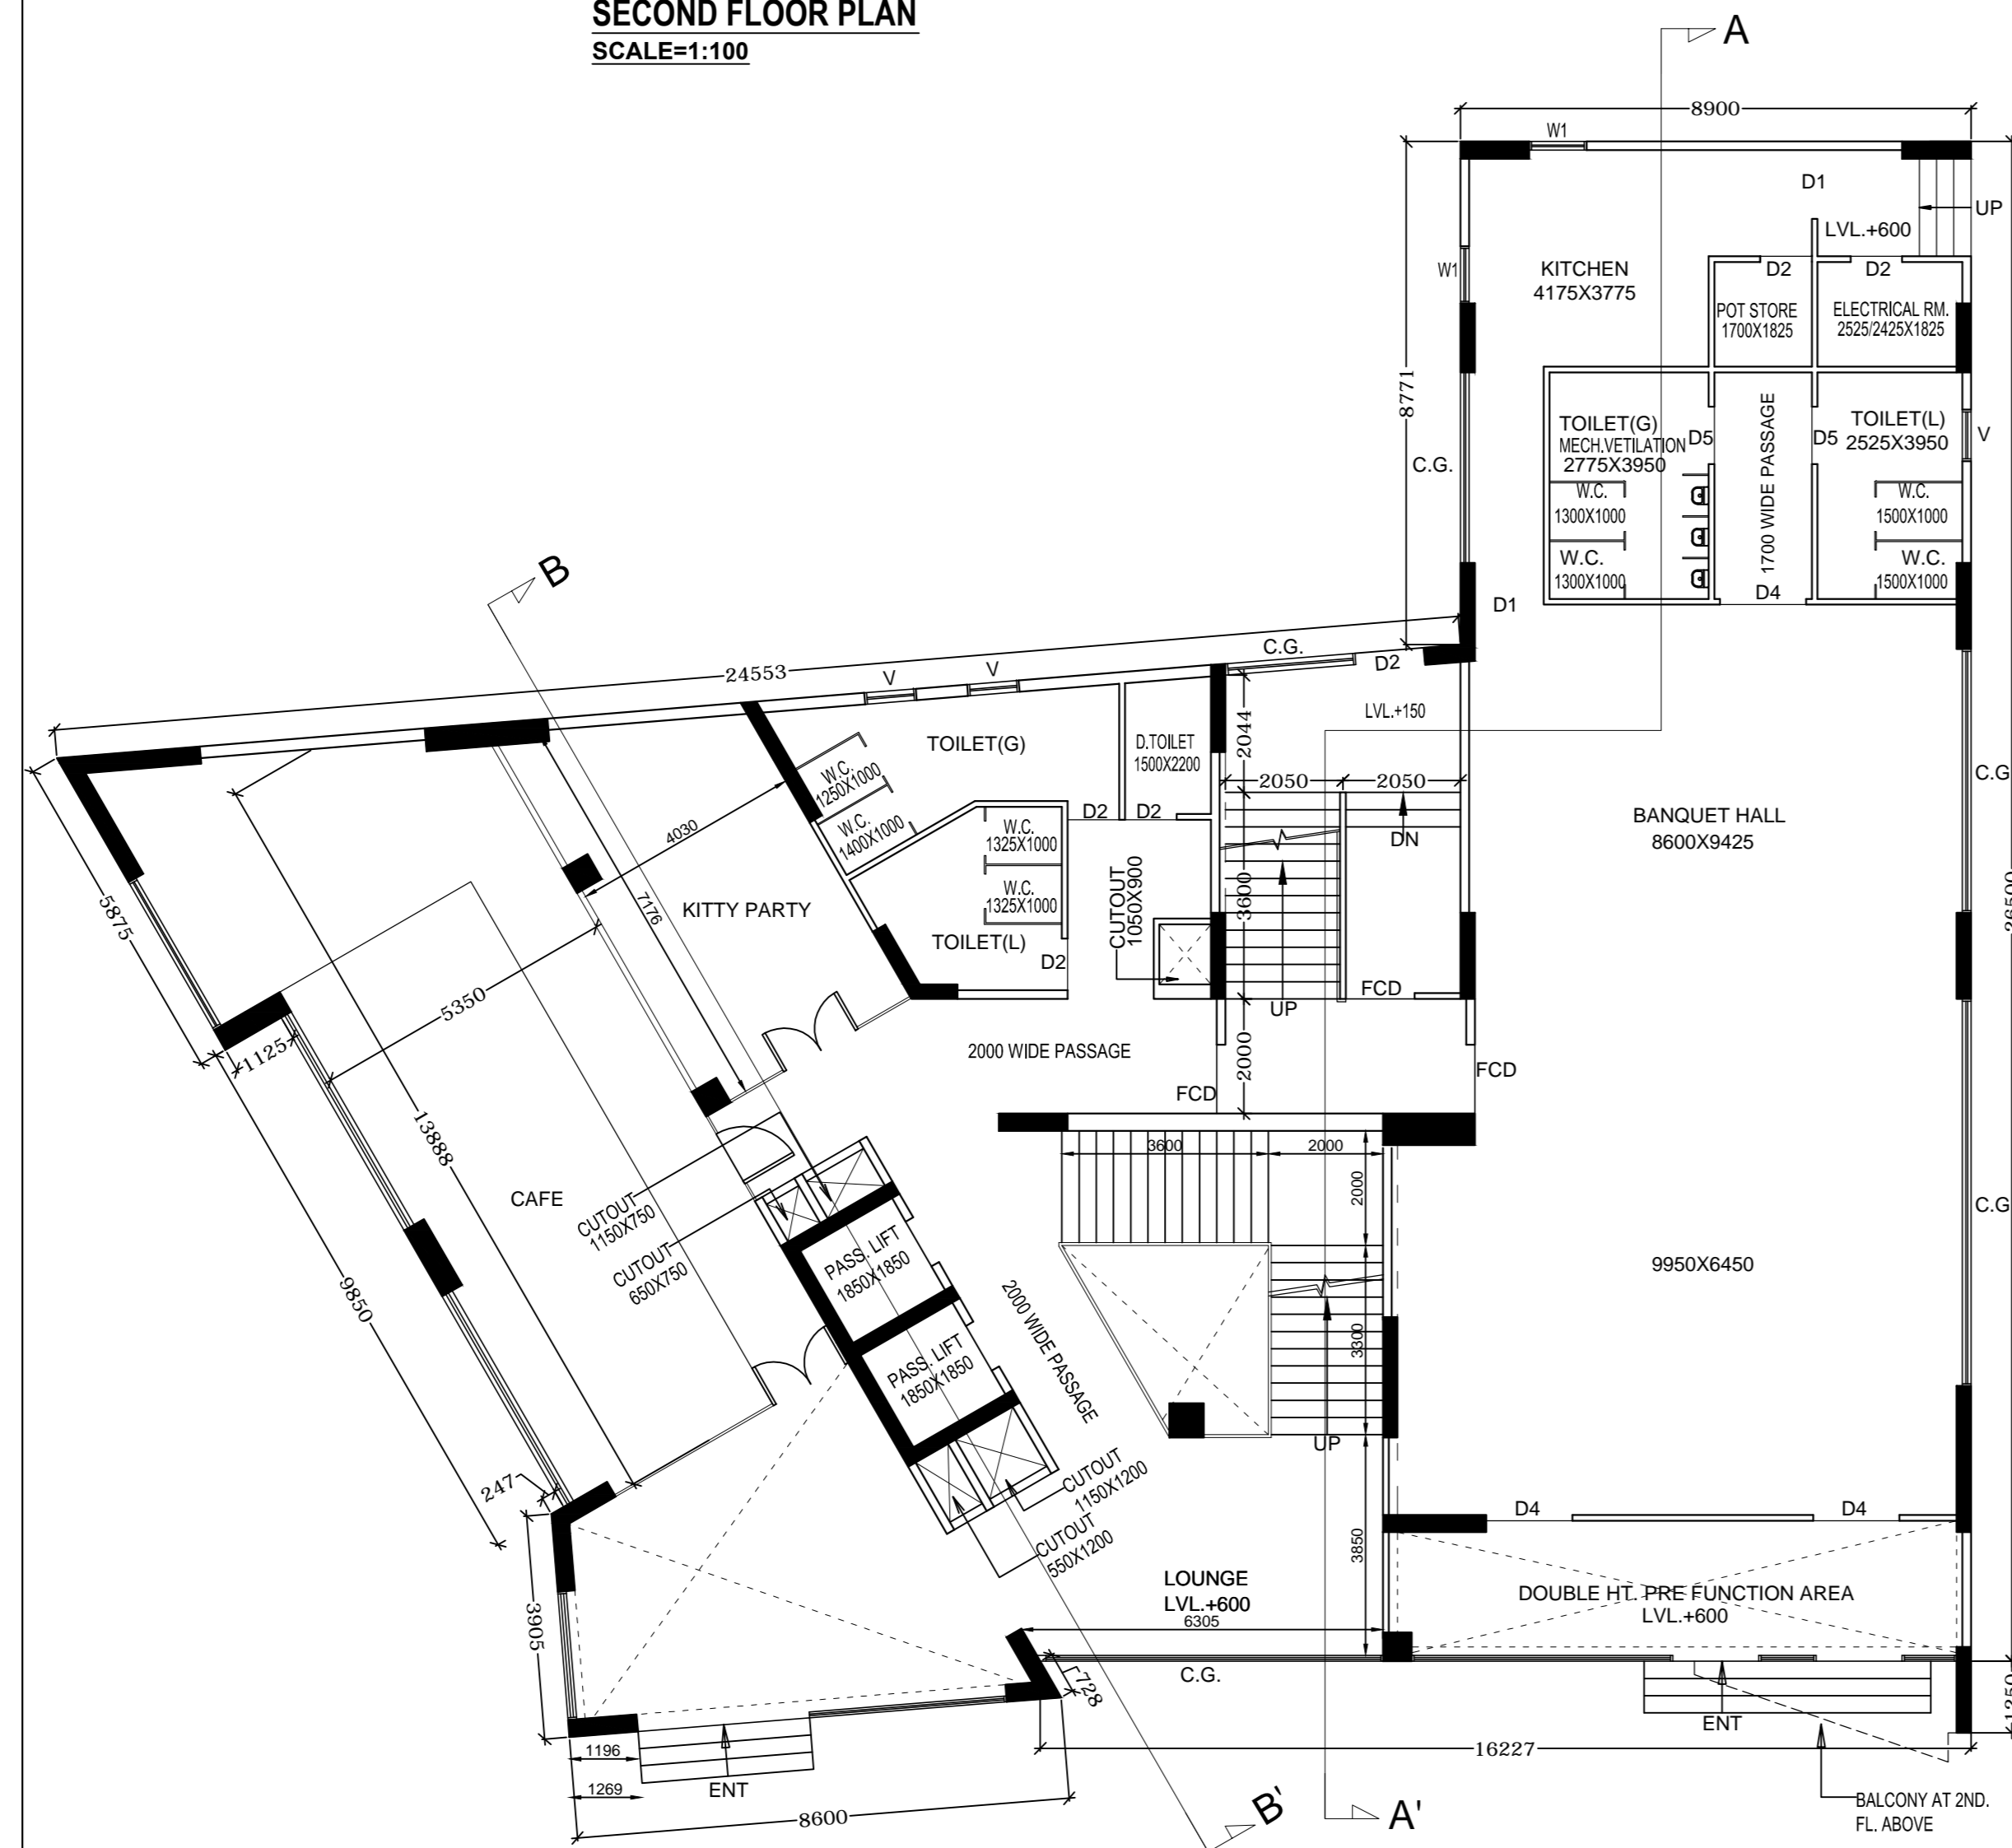 SECOND FLOOR PLAN
SCALE=1:100
A
8900
W1
D1
UP
LVL.+600
W1
KITCHEN
4175X3775
D2
D2
POT STORE
1700X1825
ELECTRICAL RM.
2525/2425X1825
8771
C.G.
TOILET(G)
MECH.VETILATION
2775X3950
D5
1700 WIDE PASSAGE
D5
TOILET(L)
2525X3950
V
W.C.
1300X1000
W.C.
1300X1000
W.C.
1500X1000
W.C.
1500X1000
D4
D1
B
24553
V
V
C.G.
D2
LVL.+150
TOILET(G)
D.TOILET
1500X2200
2044
2050
2050
W.C.
1250X1000
W.C.
1400X1000
D2
D2
DN
C.G
BANQUET HALL
8600X9425
26500
4030
7176
KITTY PARTY
W.C.
1325X1000
W.C.
1325X1000
TOILET(L)
D2
CUTOUT
1050X900
3600
UP
FCD
5875
5350
1125
2000 WIDE PASSAGE
2000
FCD
FCD
13888
3600
2000
2000
CAFE
CUTOUT
1150X750
CUTOUT
650X750
PASS. LIFT
1850X1850
PASS. LIFT
1850X1850
2000 WIDE PASSAGE
C.G
9950X6450
9850
3300
UP
247
CUTOUT
1150X1200
CUTOUT
550X1200
D4
D4
3850
3905
LOUNGE
LVL.+600
6305
DOUBLE HT. PRE FUNCTION AREA
LVL.+600
C.G.
728
1250
ENT
1196
1269
ENT
16227
8600
B'
A'
BALCONY AT 2ND.
FL. ABOVE